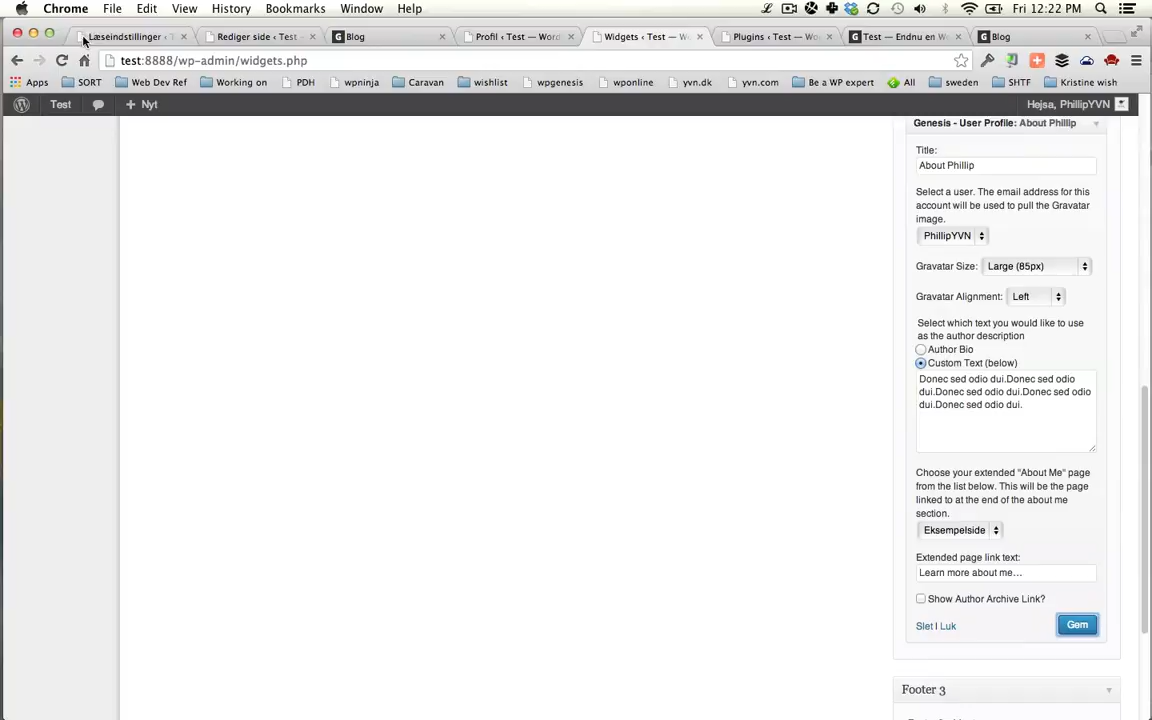 Chrome File Edit View History Bookmarks Window Help Fri 12:22 PM
Læseindstillinger ‹ T
Rediger side ‹ Test —
Blog
Profil ‹ Test — Word
Widgets ‹ Test — W
Plugins ‹ Test — Wo
Test — Endnu en W
Blog
test:8888/wp-admin/widgets.php
Apps SORT Web Dev Ref Working on PDH wpninja Caravan wishlist wpgenesis wponline yvn.dk yvn.com Be a WP expert All sweden SHTF Kristine wish
Test Nyt Hejsa, PhillipYVN
Genesis - User Profile: About Phillip
Title:
About Phillip
Select a user. The email address for this
account will be used to pull the Gravatar
image.
PhillipYVN
Gravatar Size: Large (85px)
Gravatar Alignment: Left
Select which text you would like to use
as the author description
Author Bio
Custom Text (below)
Donec sed odio dui.Donec sed odio
dui.Donec sed odio dui.Donec sed odio
dui.Donec sed odio dui.
Choose your extended "About Me" page
from the list below. This will be the page
linked to at the end of the about me
section.
Eksempelside
Extended page link text:
Learn more about me…
Show Author Archive Link?
Slet | Luk Gem
Footer 3